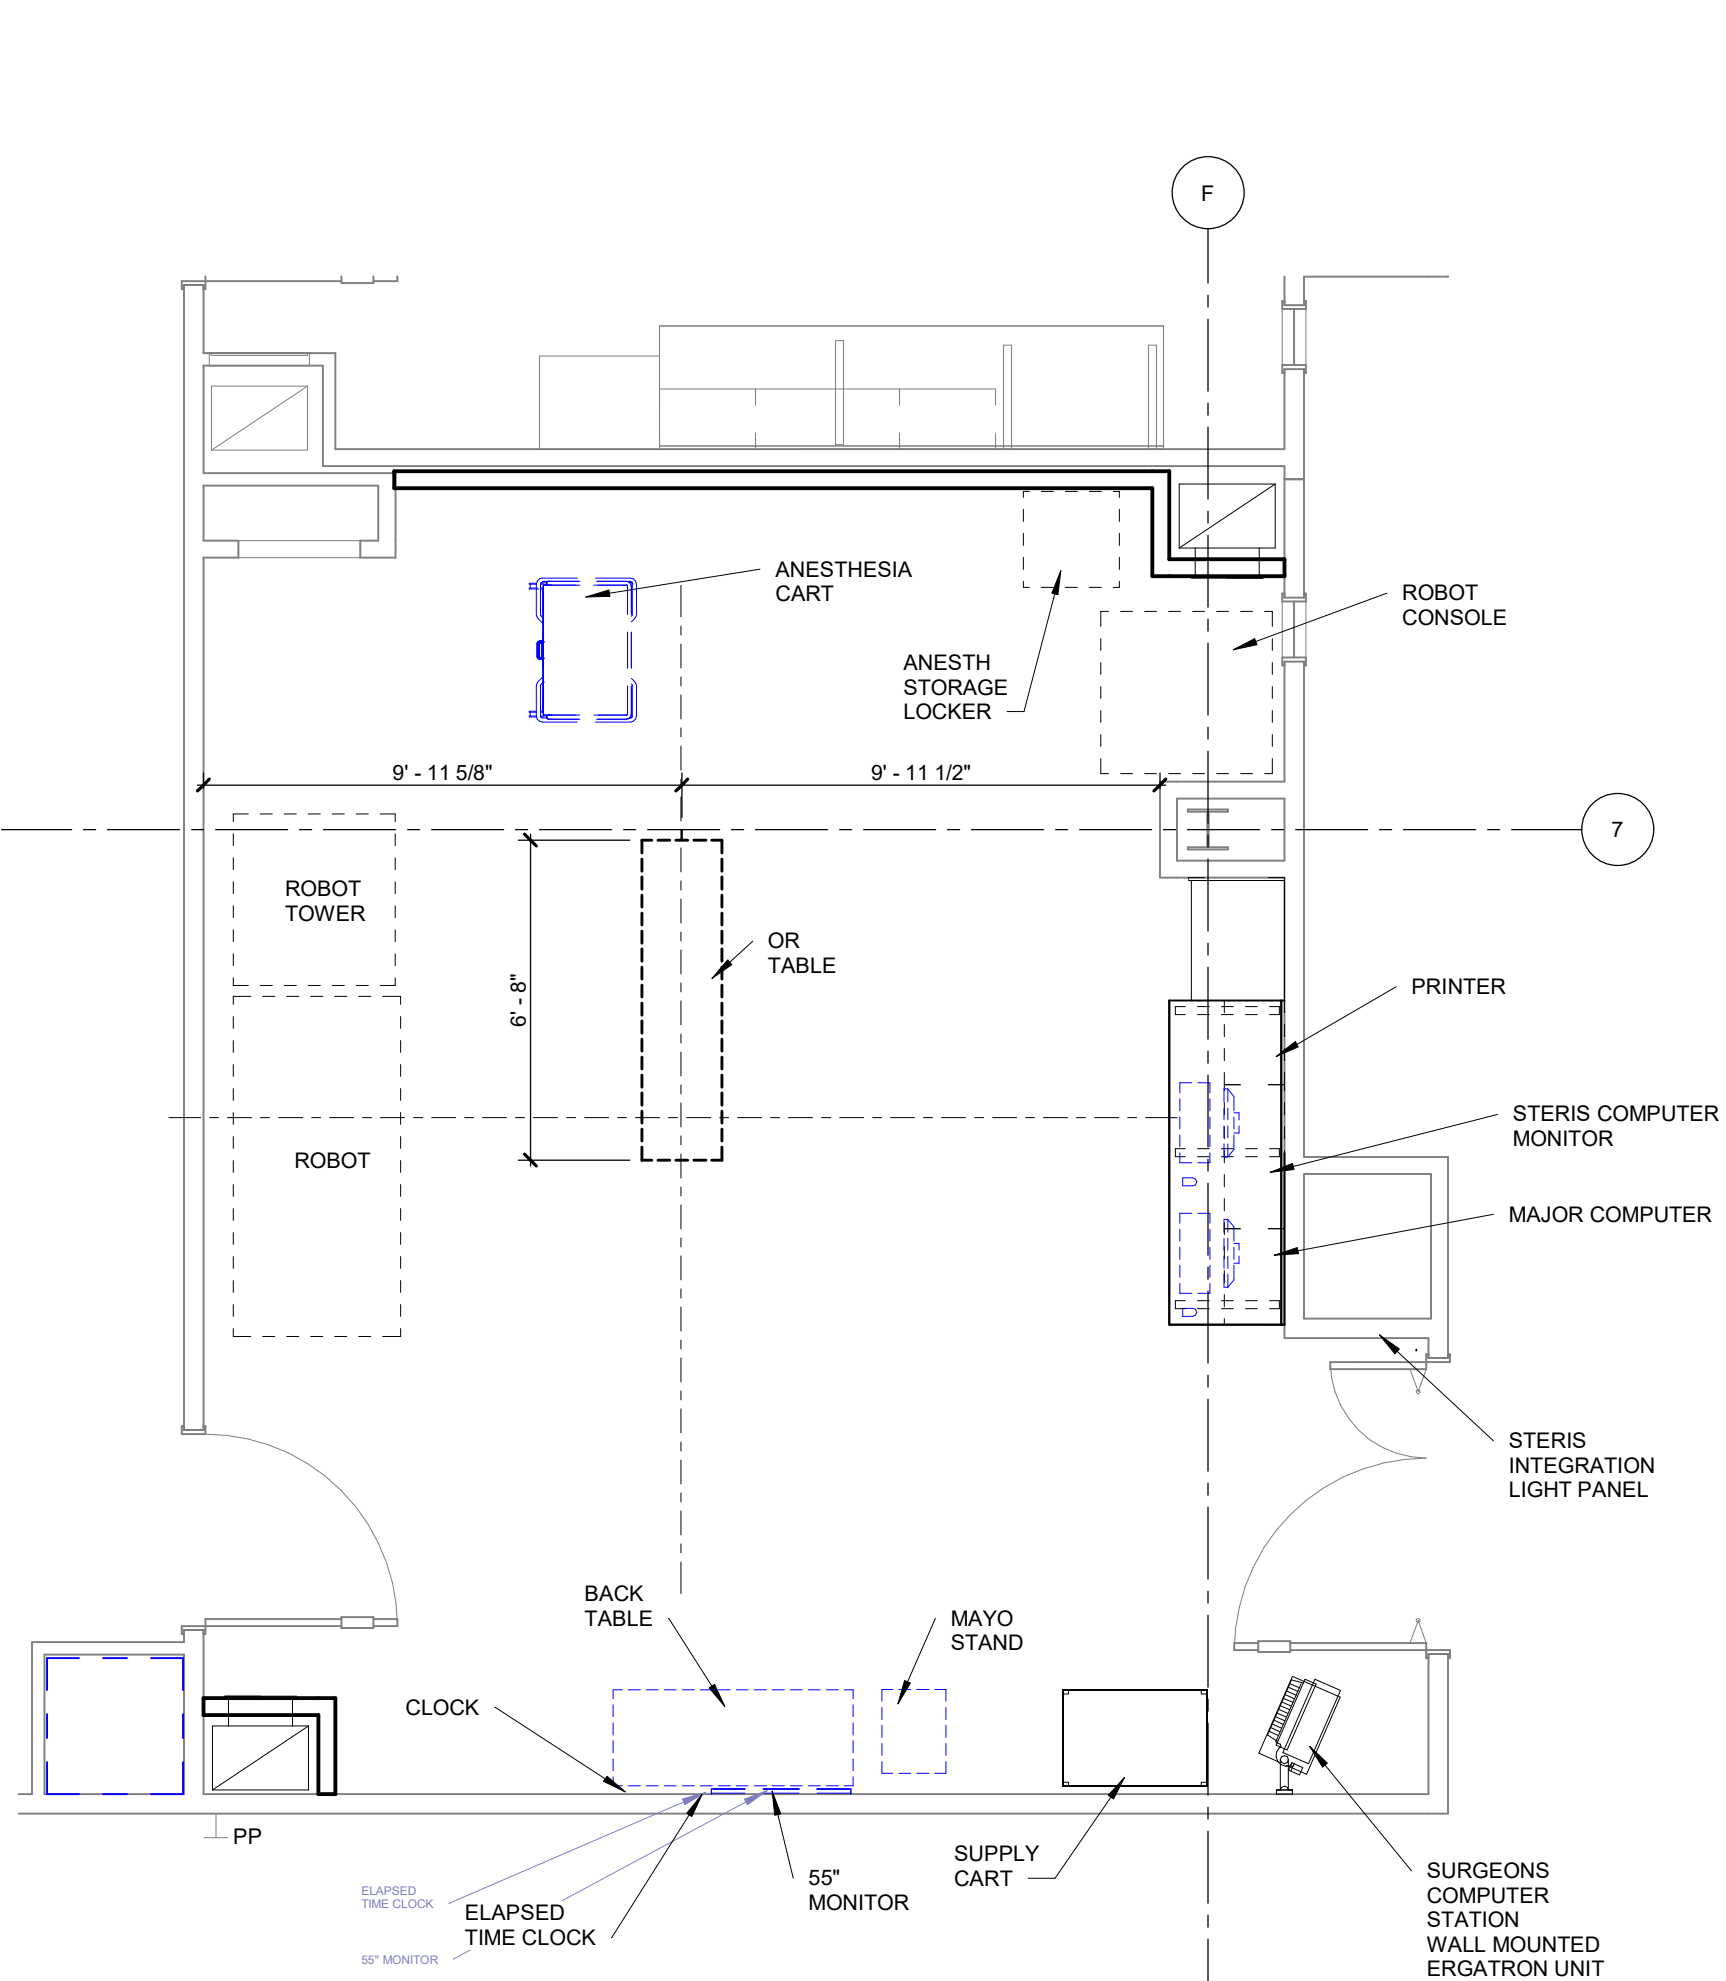 F
ANESTHESIA
CART
ROBOT
CONSOLE
ANESTH
STORAGE
LOCKER
9' - 11 5/8"
9' - 11 1/2"
7
ROBOT
TOWER
OR
TABLE
6' - 8"
PRINTER
STERIS COMPUTER
MONITOR
ROBOT
MAJOR COMPUTER
STERIS
INTEGRATION
LIGHT PANEL
BACK
TABLE
MAYO
STAND
CLOCK
PP
SUPPLY
CART
55"
MONITOR
SURGEONS
COMPUTER
STATION
WALL MOUNTED
ERGATRON UNIT
ELAPSED
TIME CLOCK
ELAPSED
TIME CLOCK
55" MONITOR